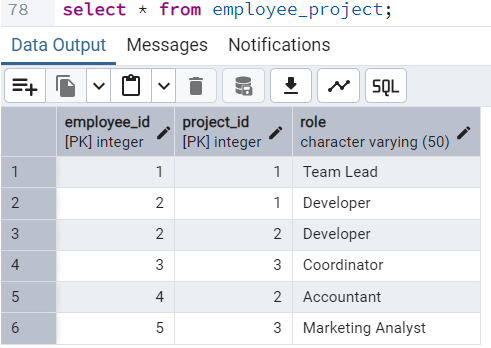 78 select * from employee_project;
Data Output Messages Notifications
SQL
employee_id project_id role
[PK] integer [PK] integer character varying (50)
1 1 1 Team Lead
2 2 1 Developer
3 2 2 Developer
4 3 3 Coordinator
5 4 2 Accountant
6 5 3 Marketing Analyst